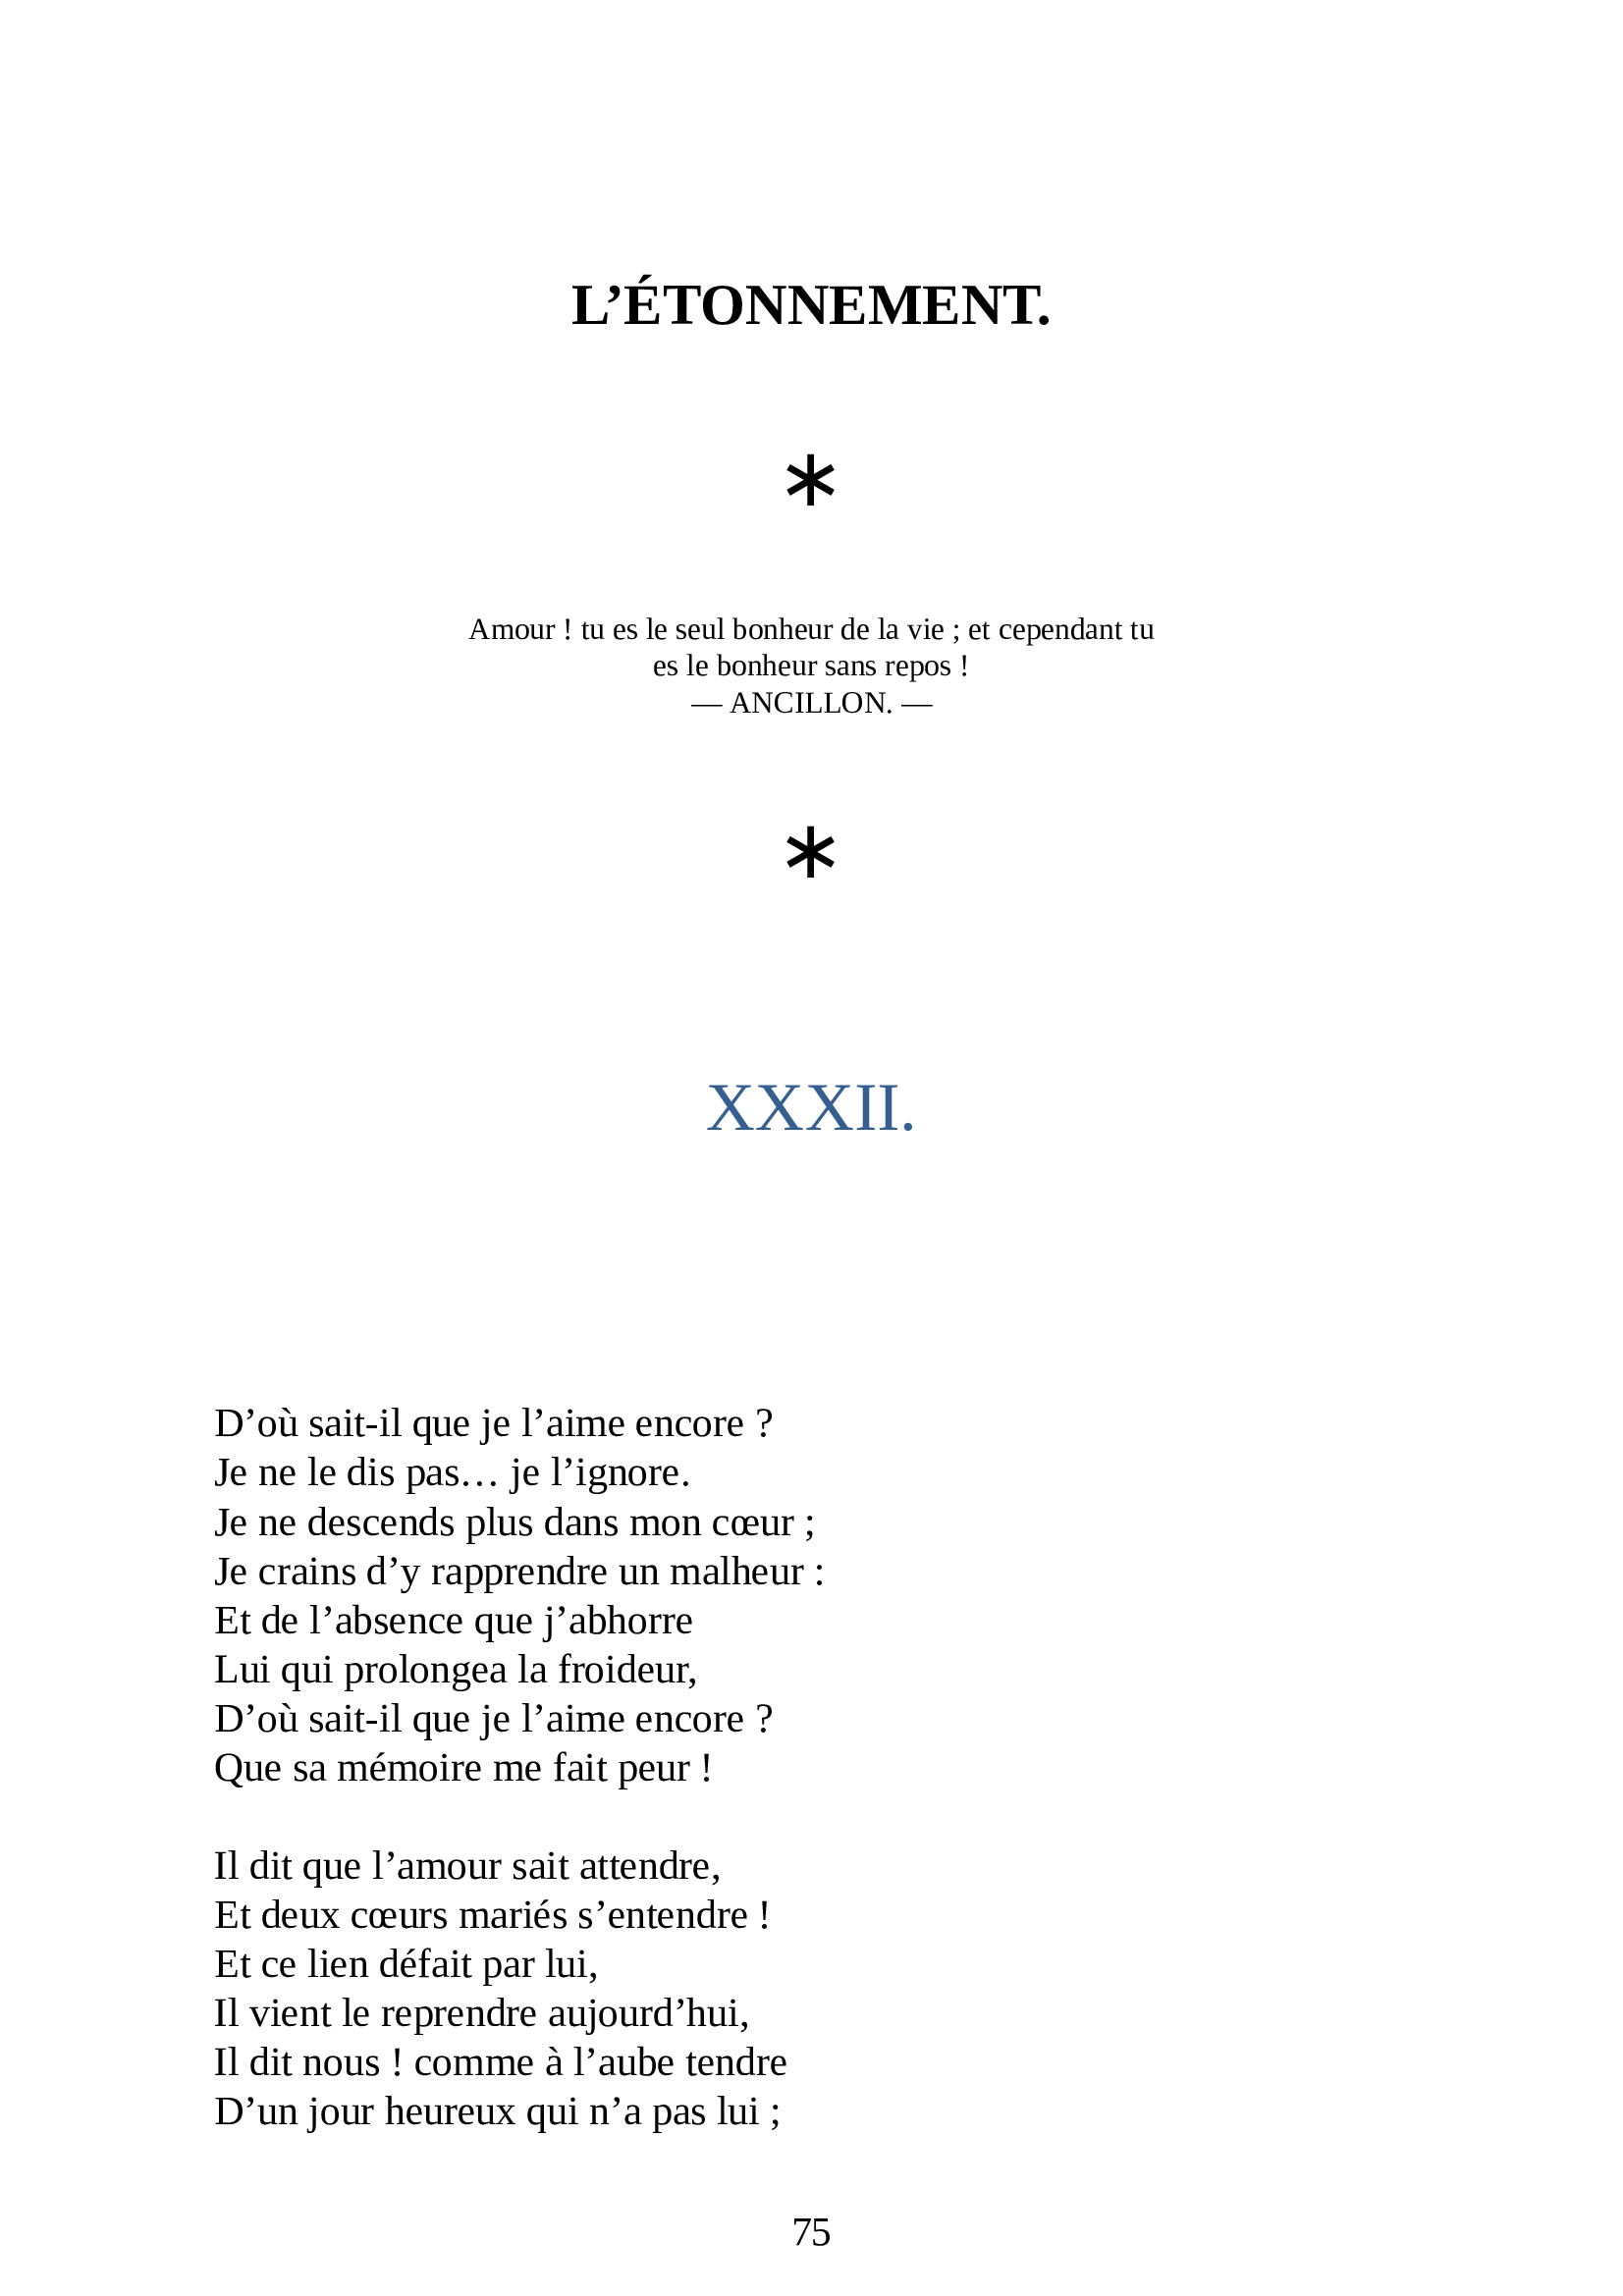 L’ÉTONNEMENT.
*
Amour ! tu es le seul bonheur de la vie ; et cependant tu
es le bonheur sans repos !
— ANCILLON. —
*
XXXII.
D’où sait-il que je l’aime encore ?
Je ne le dis pas… je l’ignore.
Je ne descends plus dans mon cœur ;
Je crains d’y rapprendre un malheur :
Et de l’absence que j’abhorre
Lui qui prolongea la froideur,
D’où sait-il que je l’aime encore ?
Que sa mémoire me fait peur !
Il dit que l’amour sait attendre,
Et deux cœurs mariés s’entendre !
Et ce lien défait par lui,
Il vient le reprendre aujourd’hui,
Il dit nous ! comme à l’aube tendre
D’un jour heureux qui n’a pas lui ;
75